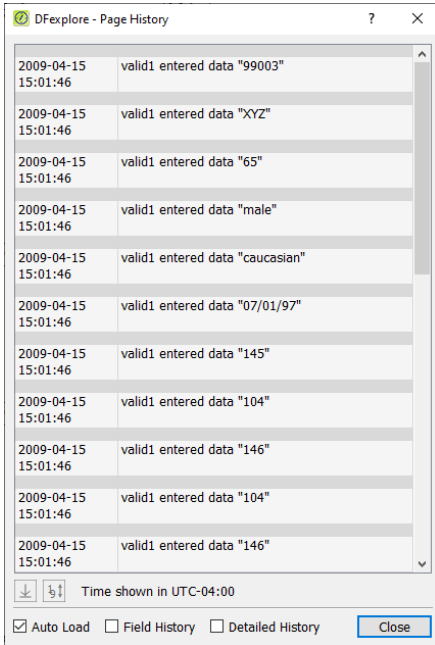 DFexplore - Page History ? ×
2009-04-15 valid1 entered data "99003"
15:01:46
2009-04-15 valid1 entered data "XYZ"
15:01:46
2009-04-15 valid1 entered data "65"
15:01:46
2009-04-15 valid1 entered data "male"
15:01:46
2009-04-15 valid1 entered data "caucasian"
15:01:46
2009-04-15 valid1 entered data "07/01/97"
15:01:46
2009-04-15 valid1 entered data "145"
15:01:46
2009-04-15 valid1 entered data "104"
15:01:46
2009-04-15 valid1 entered data "146"
15:01:46
2009-04-15 valid1 entered data "104"
15:01:46
2009-04-15 valid1 entered data "146"
15:01:46
Time shown in UTC-04:00
Auto Load Field History Detailed History Close